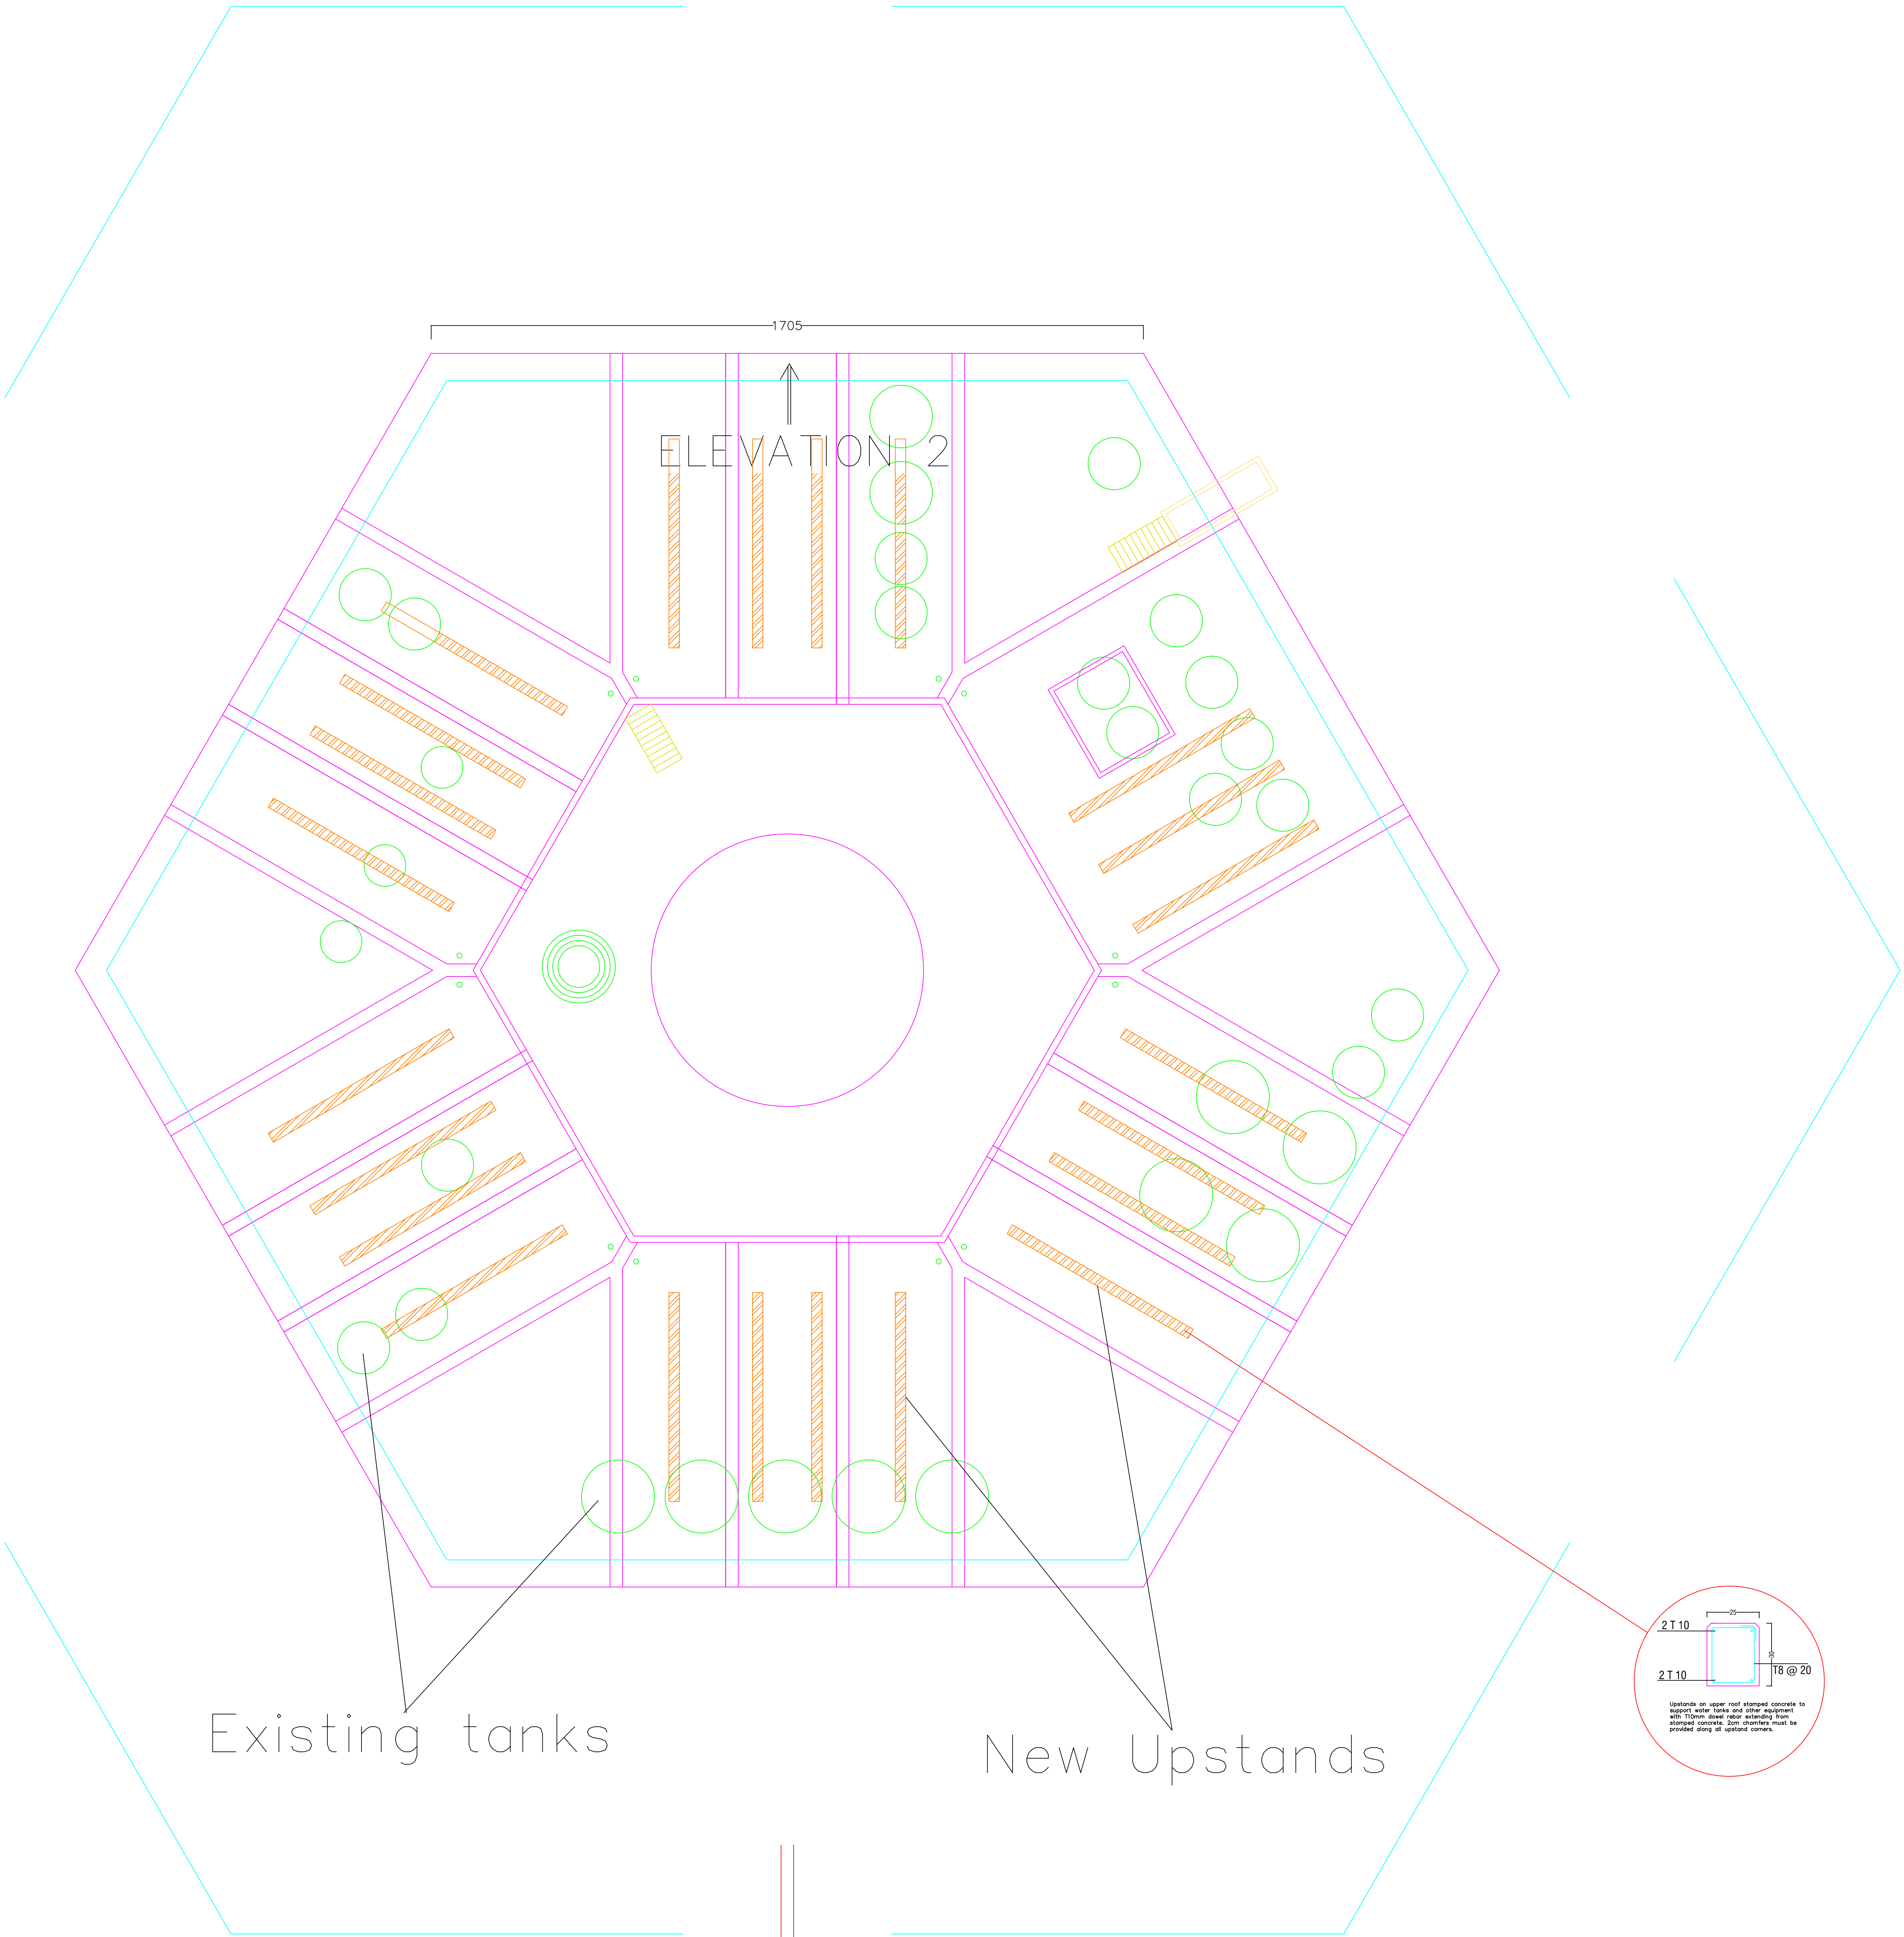 1705
ELEVATION 2
25
2 T 10
30
T8 @ 20
2 T 10
Upstands on upper roof stamped concrete to
support water tanks and other equipment
with T10mm dowel rebar extending from
stamped concrete. 2cm chamfers must be
provided along all upstand corners.
Existing tanks
New Upstands